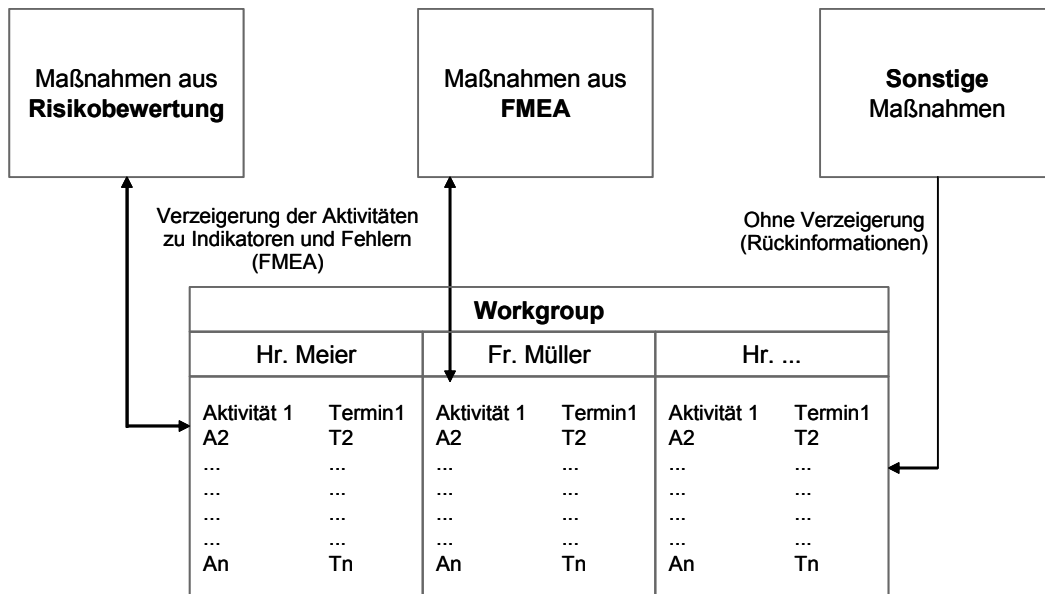 Maßnahmen aus
Risikobewertung
Maßnahmen aus
FMEA
Sonstige
Maßnahmen
Verzeigerung der Aktivitäten
zu Indikatoren und Fehlern
(FMEA)
Ohne Verzeigerung
(Rückinformationen)
Workgroup
Hr. Meier Fr. Müller Hr. ...
Aktivität 1 Termin1 Aktivität 1 Termin1 Aktivität 1 Termin1
A2 T2 A2 T2 A2 T2
... ... ... ... ... ...
... ... ... ... ... ...
... ... ... ... ... ...
... ... ... ... ... ...
An Tn An Tn An Tn